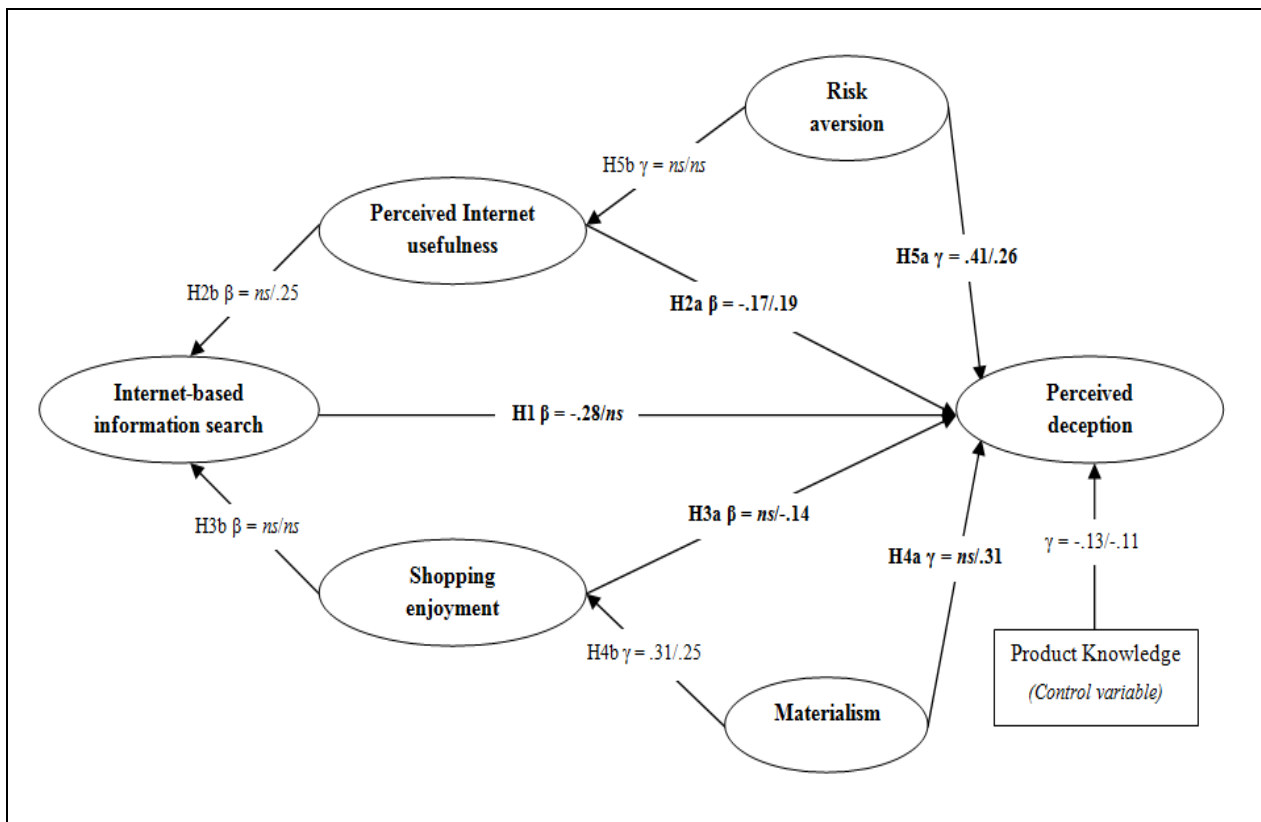 Risk
aversion
H5b γ = ns/ns
Perceived Internet
usefulness
H5a γ = .41/.26
H2b β = ns/.25
H2a β = -.17/.19
Internet-based
information search
Perceived
deception
H1 β = -.28/ns
H3b β = ns/ns
H3a β = ns/-.14
γ = -.13/-.11
H4a γ = ns/.31
Shopping
enjoyment
H4b γ = .31/.25
Product Knowledge
(Control variable)
Materialism